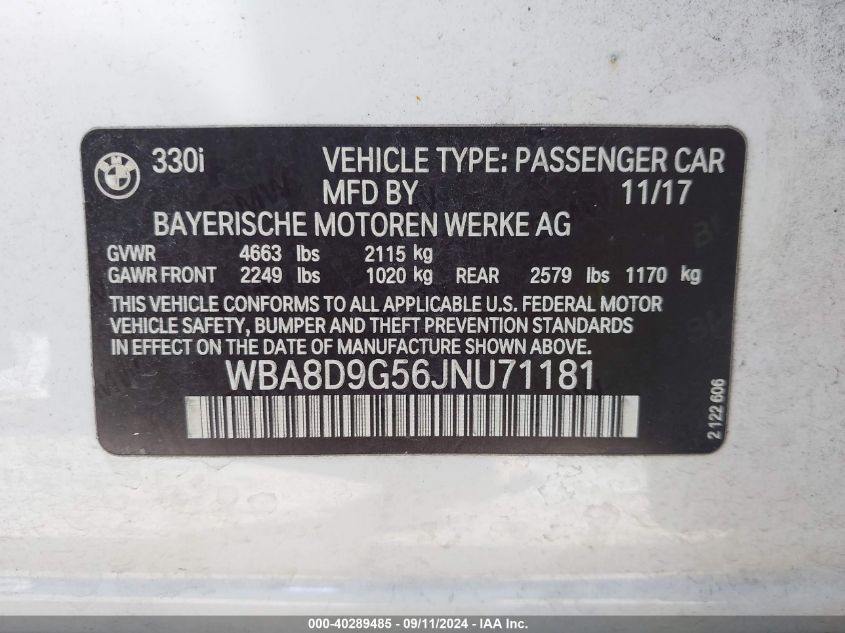 BMW
330i VEHICLE TYPE: PASSENGER CAR
MFD BY 11/17
BAYERISCHE MOTOREN WERKE AG
GVWR 4663 lbs 2115 kg
GAWR FRONT 2249 lbs 1020 kg REAR 2579 lbs 1170 kg
THIS VEHICLE CONFORMS TO ALL APPLICABLE U.S. FEDERAL MOTOR
VEHICLE SAFETY, BUMPER AND THEFT PREVENTION STANDARDS
IN EFFECT ON THE DATE OF MANUFACTURE SHOWN ABOVE.
WBA8D9G56JNU71181
2 122 606
000-40289485 - 09/11/2024 - IAA Inc.